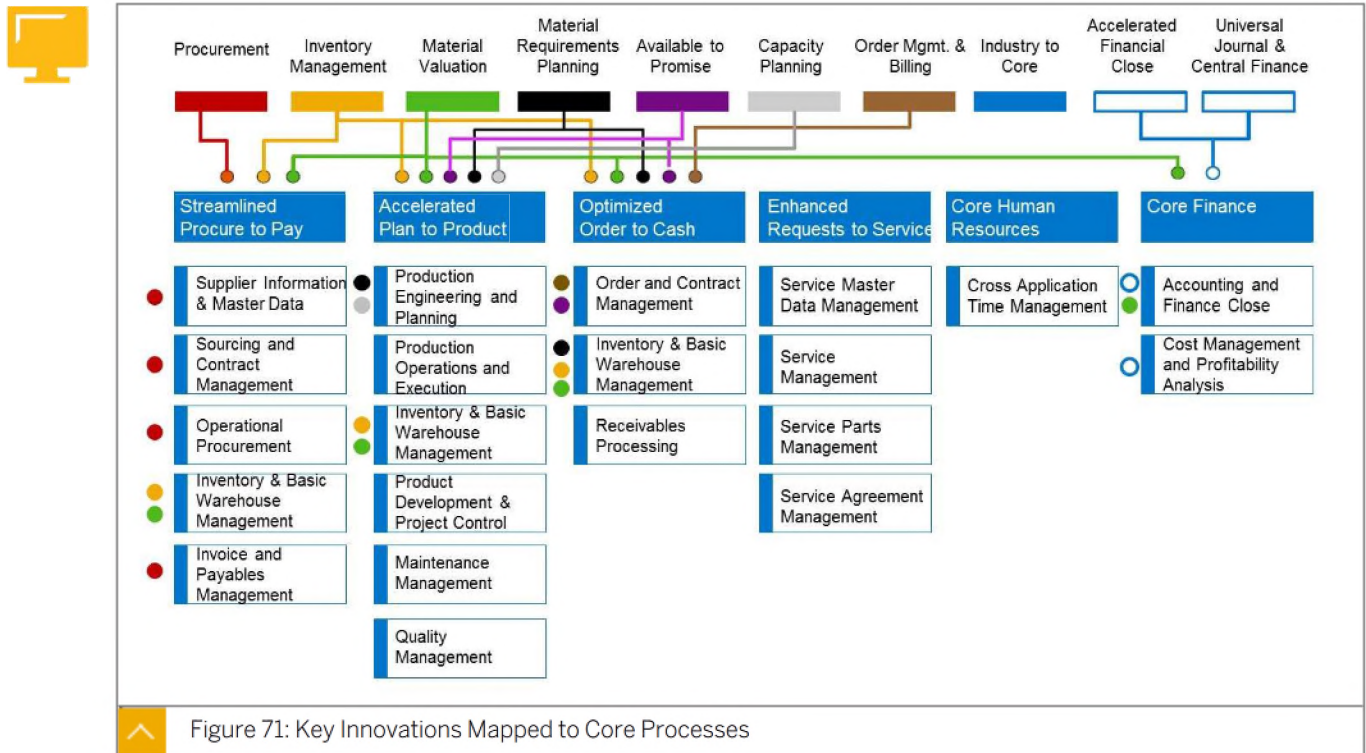 Procurement
Inventory
Management
Material
Valuation
Material
Requirements
Planning
Available to
Promise
Capacity
Planning
Order Mgmt. &
Billing
Industry to
Core
Accelerated
Financial
Close
Universal
Journal &
Central Finance
Streamlined
Procure to Pay
Accelerated
Plan to Product
Optimized
Order to Cash
Enhanced
Requests to Service
Core Human
Resources
Core Finance
Supplier Information
& Master Data
Sourcing and
Contract
Management
Operational
Procurement
Inventory & Basic
Warehouse
Management
Invoice and
Payables
Management
Production
Engineering and
Planning
Production
Operations and
Execution
Inventory & Basic
Warehouse
Management
Product
Development &
Project Control
Maintenance
Management
Quality
Management
Order and Contract
Management
Inventory & Basic
Warehouse
Management
Receivables
Processing
Service Master
Data Management
Service
Management
Service Parts
Management
Service Agreement
Management
Cross Application
Time Management
Accounting and
Finance Close
Cost Management
and Profitability
Analysis
Figure 71: Key Innovations Mapped to Core Processes